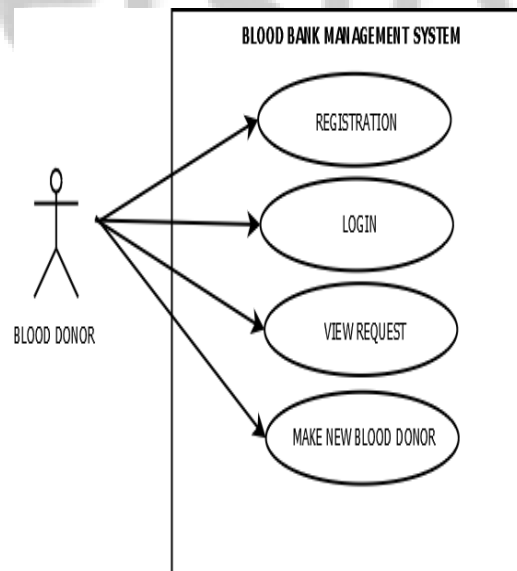 BLOOD BANK MANAGEMENT SYSTEM
REGISTRATION
LOGIN
BLOOD DONOR
VIEW REQUEST
MAKE NEW BLOOD DONOR